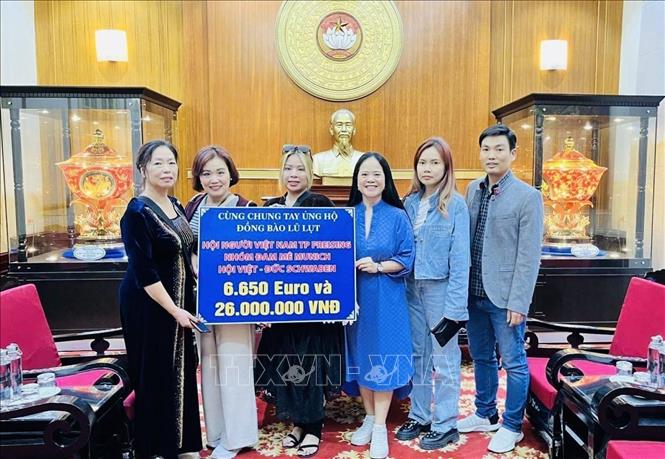 CÙNG CHUNG TAY ỦNG HỘ
ĐỒNG BÀO LŨ LỤT
HỘI NGƯỜI VIỆT NAM TP FREISING
NHÓM ĐAM MÊ MUNICH
HỘI VIỆT - ĐỨC SCHWABEN
6.650 Euro và
26.000.000 VNĐ
TTXVN - VNA